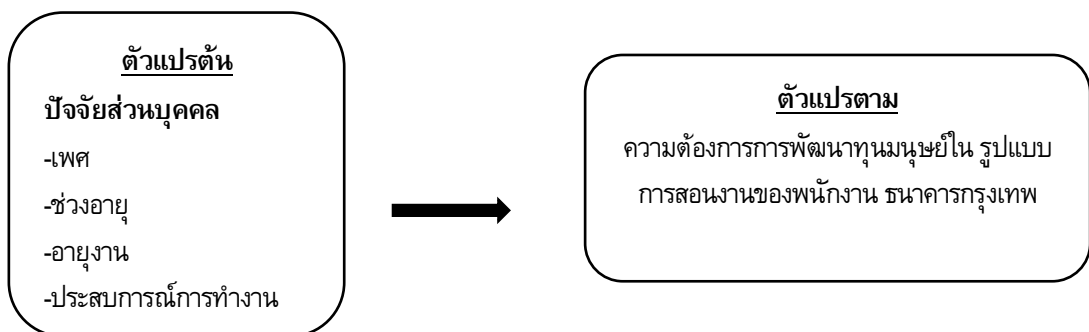 ตัวแปรต้น
ปัจจัยส่วนบุคคล
-เพศ
-ช่วงอายุ
-อายุงาน
-ประสบการณ์การทำงาน
ตัวแปรตาม
ความต้องการการพัฒนาทุนมนุษย์ใน รูปแบบ
การสอนงานของพนักงาน ธนาคารกรุงเทพ